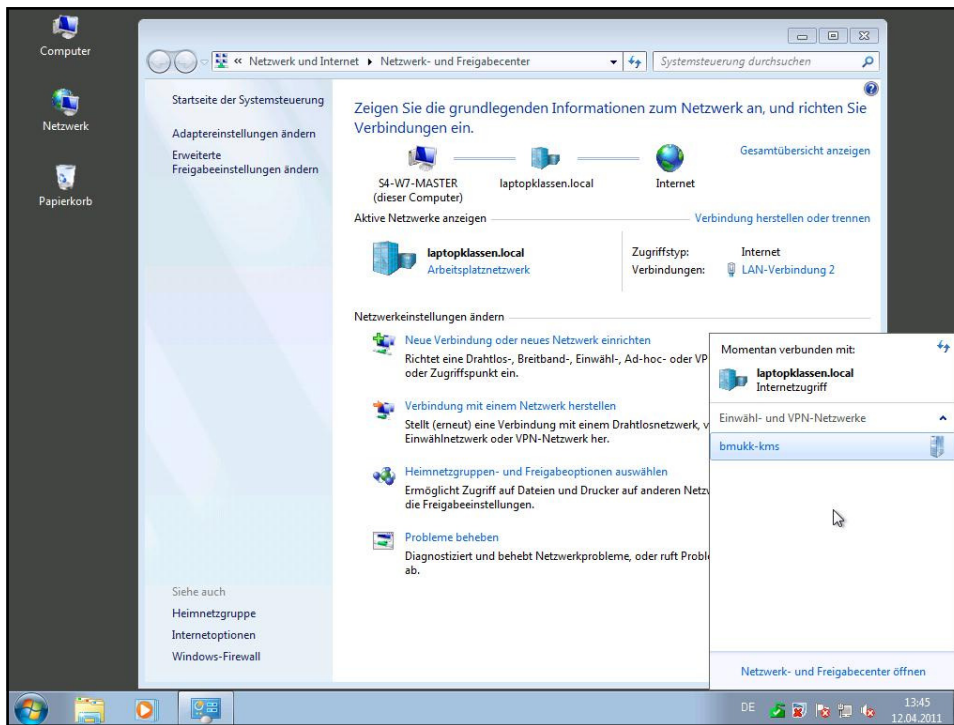 Computer
Netzwerk
Papierkorb
« Netzwerk und Internet ▸ Netzwerk- und Freigabecenter
Systemsteuerung durchsuchen
Startseite der Systemsteuerung
Adaptereinstellungen ändern
Erweiterte
Freigabeeinstellungen ändern
Zeigen Sie die grundlegenden Informationen zum Netzwerk an, und richten Sie
Verbindungen ein.
Gesamtübersicht anzeigen
S4-W7-MASTER
(dieser Computer)
laptopklassen.local
Internet
Aktive Netzwerke anzeigen
Verbindung herstellen oder trennen
laptopklassen.local
Arbeitsplatznetzwerk
Zugriffstyp: Internet
Verbindungen: LAN-Verbindung 2
Netzwerkeinstellungen ändern
Neue Verbindung oder neues Netzwerk einrichten
Richtet eine Drahtlos-, Breitband-, Einwähl-, Ad-hoc- oder VP
oder Zugriffspunkt ein.
Verbindung mit einem Netzwerk herstellen
Stellt (erneut) eine Verbindung mit einem Drahtlosnetzwerk, v
Einwählnetzwerk oder VPN-Netzwerk her.
Heimnetzgruppen- und Freigabeoptionen auswählen
Ermöglicht Zugriff auf Dateien und Drucker auf anderen Netzw
die Freigabeeinstellungen.
Probleme beheben
Diagnostiziert und behebt Netzwerkprobleme, oder ruft Proble
ab.
Siehe auch
Heimnetzgruppe
Internetoptionen
Windows-Firewall
Momentan verbunden mit:
laptopklassen.local
Internetzugriff
Einwähl- und VPN-Netzwerke
bmukk-kms
Netzwerk- und Freigabecenter öffnen
DE
13:45
12.04.2011